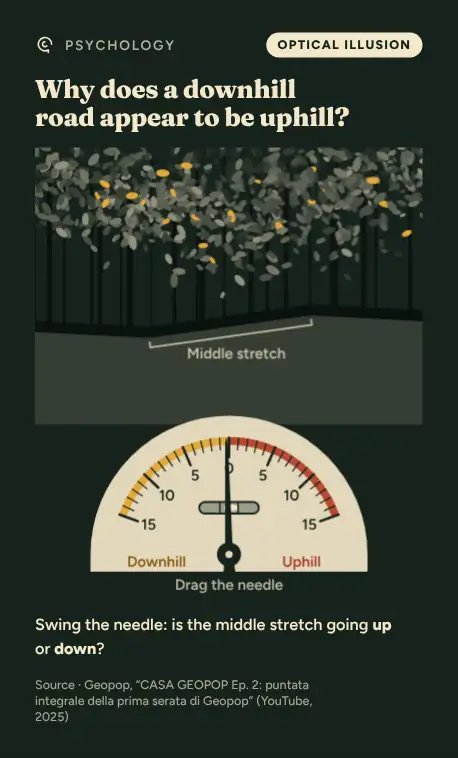 PSYCHOLOGY
OPTICAL ILLUSION
Why does a downhill
road appear to be uphill?
Middle stretch
15
10
5
0
5
10
15
Downhill
Uphill
Drag the needle
Swing the needle: is the middle stretch going up
or down?
Source · Geopop, “CASA GEOPOP Ep. 2: puntata
integrale della prima serata di Geopop” (YouTube,
2025)